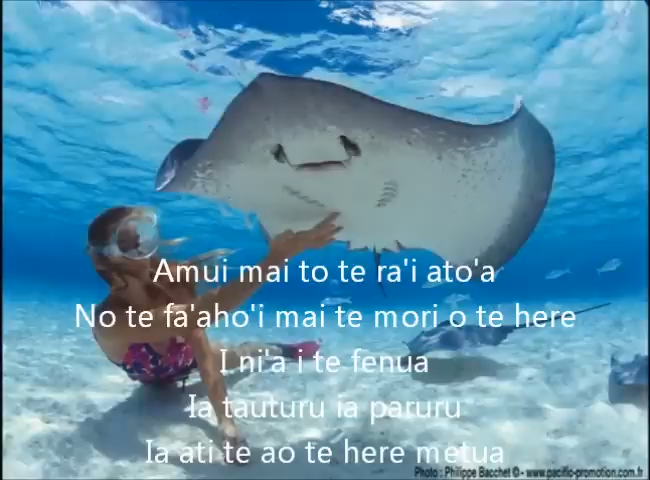 Amui mai to te ra'i ato'a
No te fa'aho'i mai te mori o te here
I ni'a i te fenua
Ia tauturu ia paruru
Ia ati te ao te here metua
Photo : Philippe Bacchet © - www.pacific-promotion.com.fr